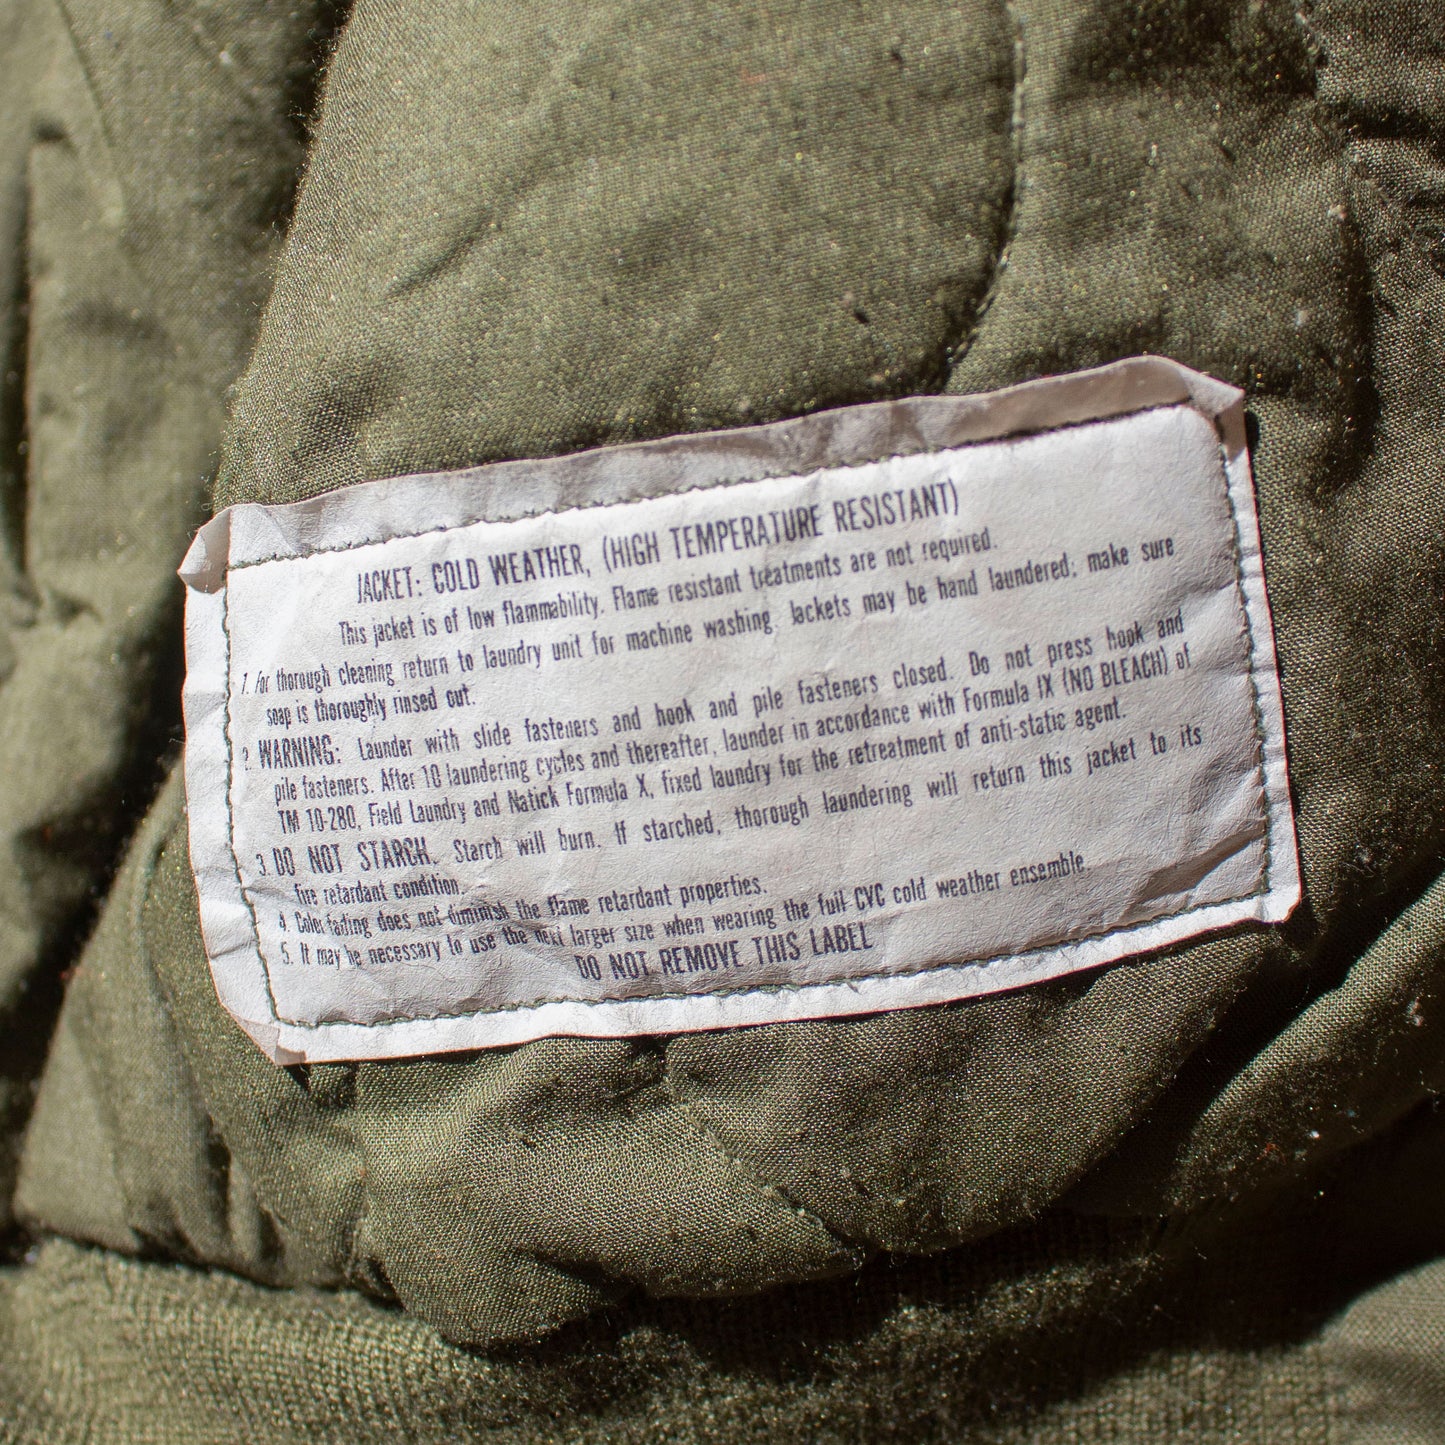 JACKET: COLD WEATHER, (HIGH TEMPERATURE RESISTANT)
This jacket is of low flammability. Flame resistant treatments are not required.
1. For thorough cleaning return to laundry unit for machine washing. Jackets may be hand laundered; make sure
soap is thoroughly rinsed out.
2. WARNING: Launder with slide fasteners and hook and pile fasteners closed. Do not press hook and
pile fasteners. After 10 laundering cycles and thereafter, launder in accordance with Formula IX (NO BLEACH) of
TM 10-280, Field Laundry and Natick Formula X, fixed laundry for the retreatment of anti-static agent.
3. DO NOT STARCH. Starch will burn. If starched, thorough laundering will return this jacket to its
fire retardant condition.
4. Color fading does not diminish the flame retardant properties.
5. It may be necessary to use the next larger size when wearing the full CVC cold weather ensemble.
DO NOT REMOVE THIS LABEL